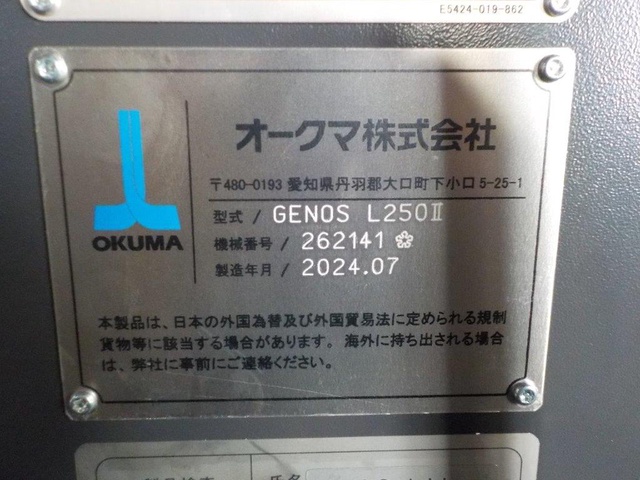 E5424-019-862
オークマ株式会社
〒480-0193 愛知県丹羽郡大口町下小口 5-25-1
OKUMA
型式 / GENOS L250Ⅱ
機械番号 / 262141
製造年月 / 2024.07
本製品は、日本の外国為替及び外国貿易法に定められる規制
貨物等に該当する場合があります。 海外に持ち出される場合
は、弊社に事前にご連絡ください。
氏名